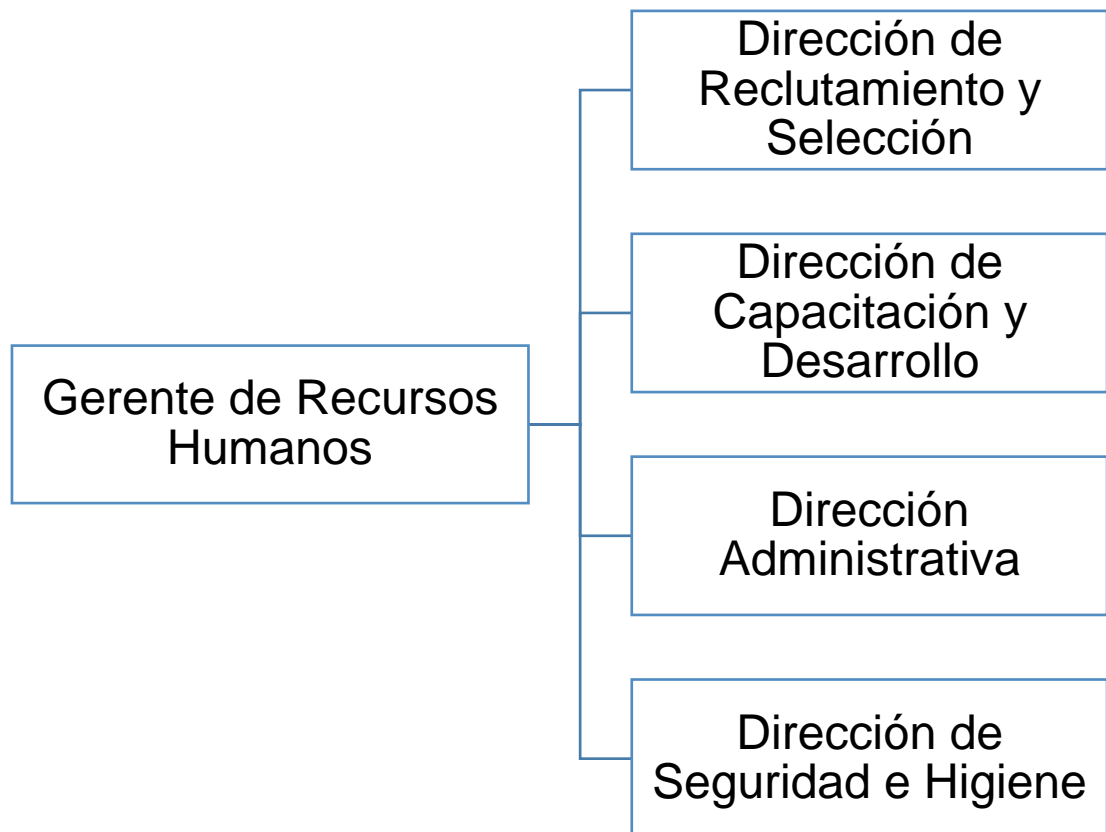 Gerente de Recursos
Humanos
Dirección de
Reclutamiento y
Selección
Dirección de
Capacitación y
Desarrollo
Dirección
Administrativa
Dirección de
Seguridad e Higiene